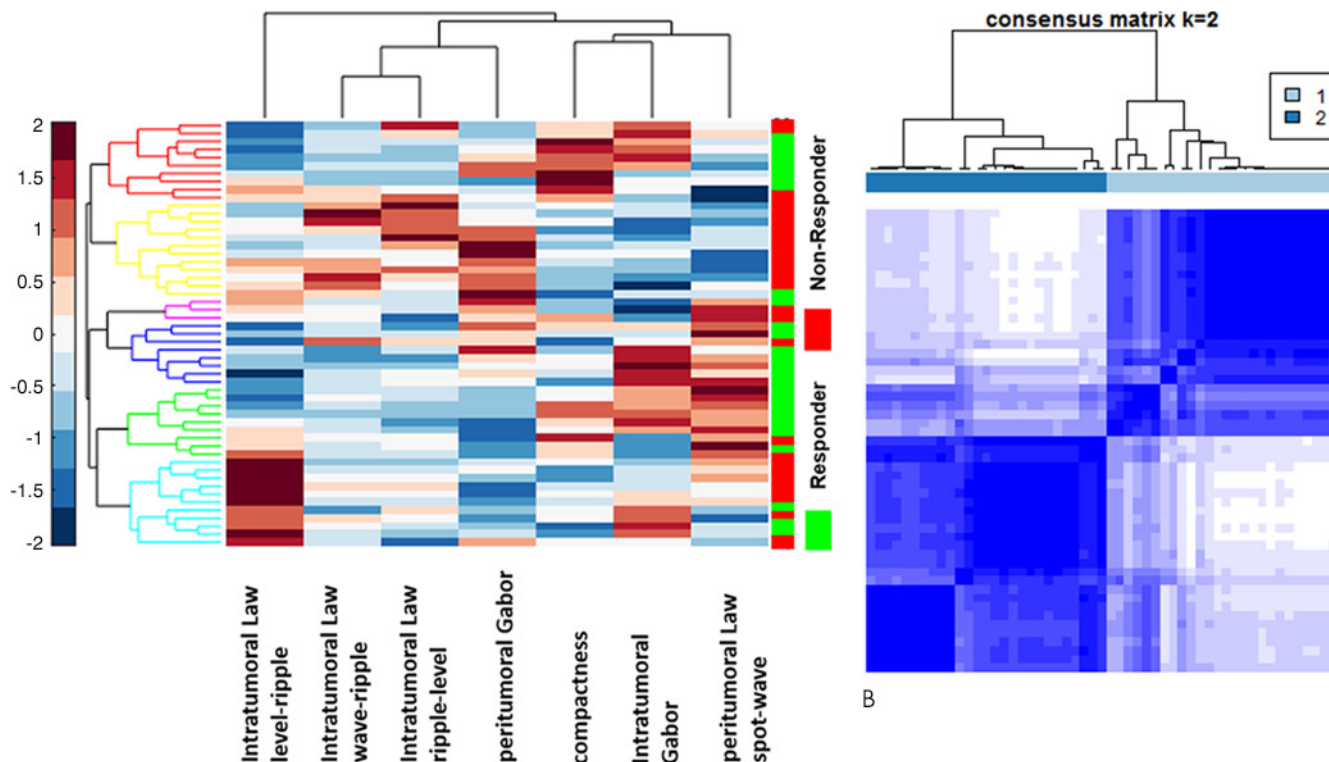 2
1.5
1
0.5
0
-0.5
-1
-1.5
-2
Non-Responder
Responder
Intratumoral Law
level-ripple
Intratumoral Law
wave-ripple
Intratumoral Law
ripple-level
peritumoral Gabor
compactness
Intratumoral
Gabor
peritumoral Law
spot-wave
consensus matrix k=2
1
2
B